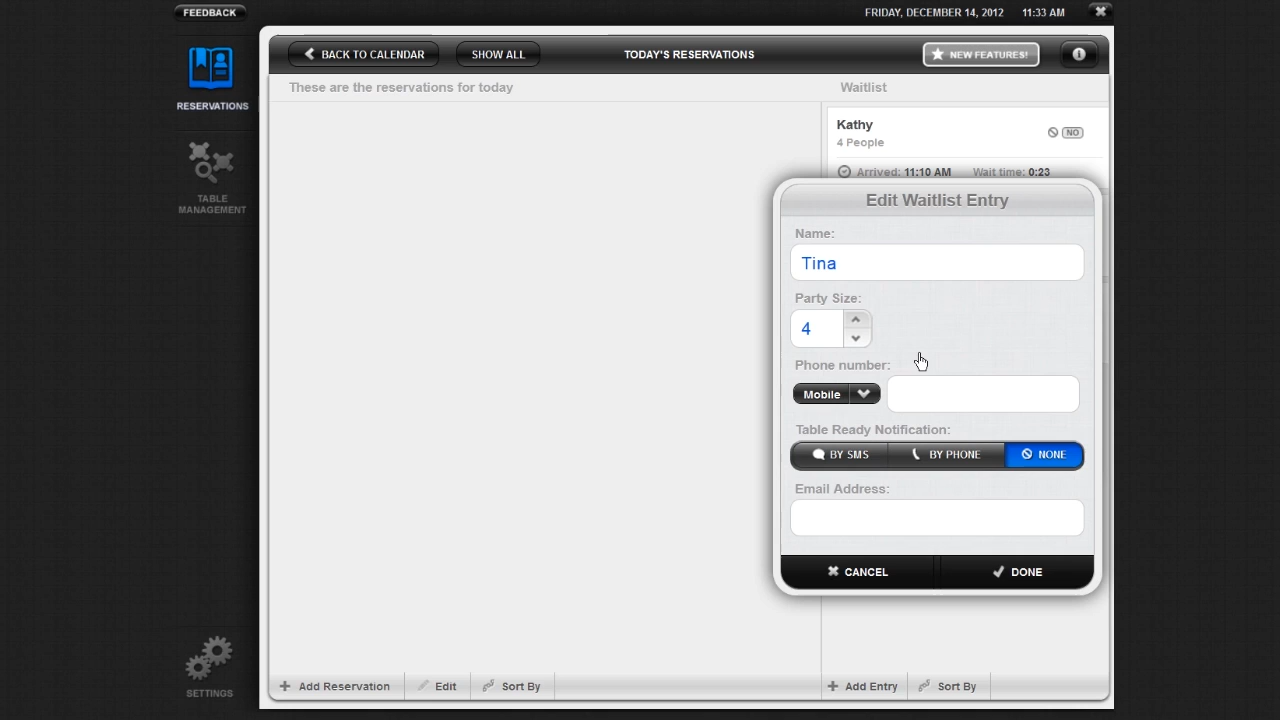 FEEDBACK
FRIDAY, DECEMBER 14, 2012 11:33 AM
BACK TO CALENDAR
SHOW ALL
TODAY'S RESERVATIONS
NEW FEATURES!
RESERVATIONS
TABLE
MANAGEMENT
SETTINGS
These are the reservations for today
Waitlist
Kathy
NO
4 People
Arrived: 11:10 AM Wait time: 0:23
Edit Waitlist Entry
Name:
Tina
Party Size:
4
Phone number:
Mobile
Table Ready Notification:
BY SMS BY PHONE NONE
Email Address:
CANCEL DONE
Add Reservation Edit Sort By
Add Entry Sort By